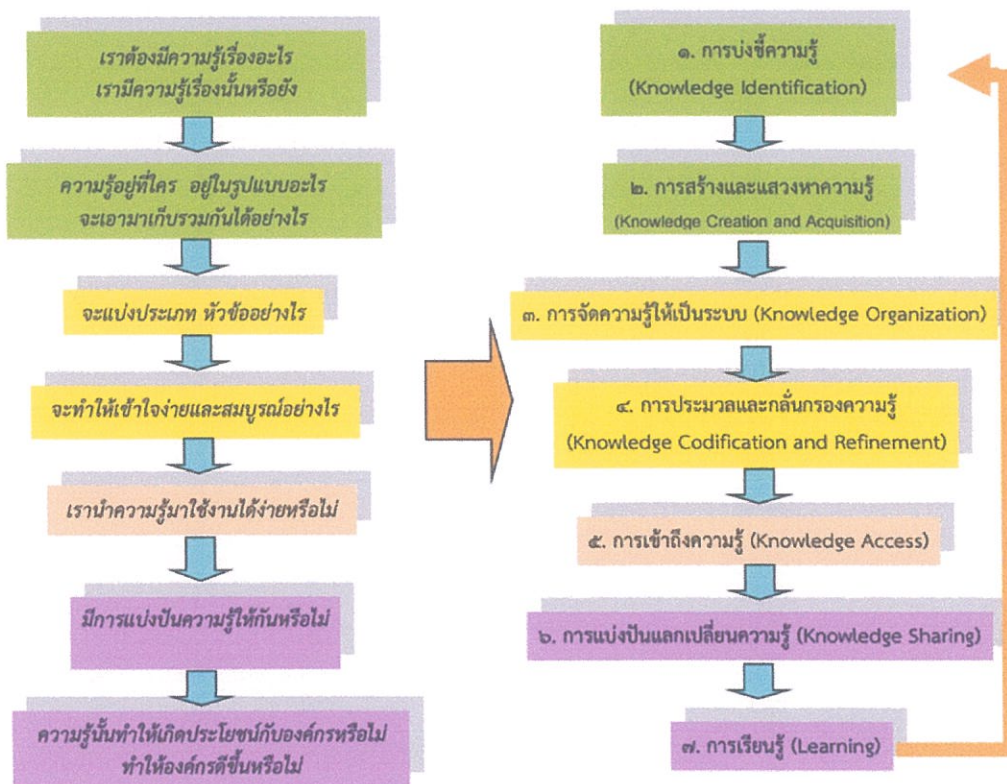 เราต้องมีความรู้เรื่องอะไร
เรามีความรู้เรื่องนั้นหรือยัง
ความรู้อยู่ที่ใคร อยู่ในรูปแบบอะไร
จะเอามาเก็บรวมกันได้อย่างไร
จะแบ่งประเภท หัวข้ออย่างไร
จะทำให้เข้าใจง่ายและสมบูรณ์อย่างไร
เรานำความรู้มาใช้งานได้ง่ายหรือไม่
มีการแบ่งปันความรู้ให้กันหรือไม่
ความรู้นั้นทำให้เกิดประโยชน์กับองค์กรหรือไม่
ทำให้องค์กรดีขึ้นหรือไม่
๑. การบ่งชี้ความรู้
(Knowledge Identification)
๒. การสร้างและแสวงหาความรู้
(Knowledge Creation and Acquisition)
๓. การจัดความรู้ให้เป็นระบบ (Knowledge Organization)
๔. การประมวลและกลั่นกรองความรู้
(Knowledge Codification and Refinement)
๕. การเข้าถึงความรู้ (Knowledge Access)
๖. การแบ่งปันแลกเปลี่ยนความรู้ (Knowledge Sharing)
๗. การเรียนรู้ (Learning)